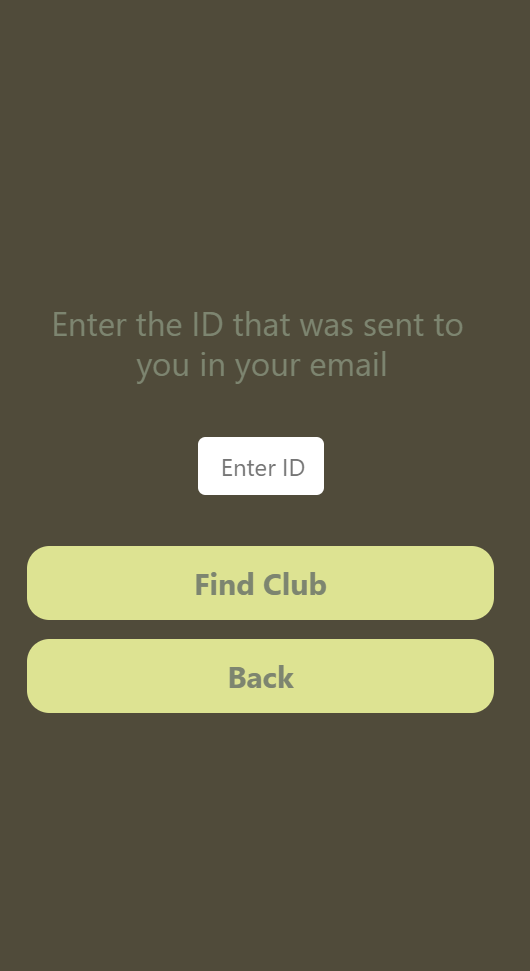 Enter the ID that was sent to
you in your email
Enter ID
Find Club
Back